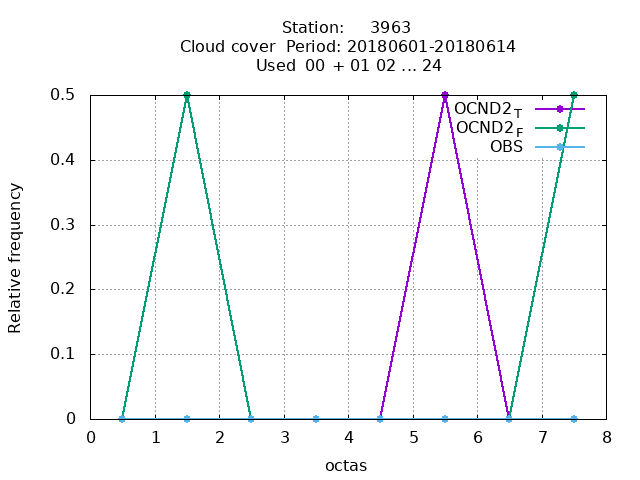 Station:     3963
Cloud cover  Period: 20180601-20180614
Used  00 + 01 02 ... 24
0.5
0.4
0.3
0.2
0.1
0
Relative frequency
OCND2_T
OCND2_F
OBS
0 1 2 3 4 5 6 7 8
octas